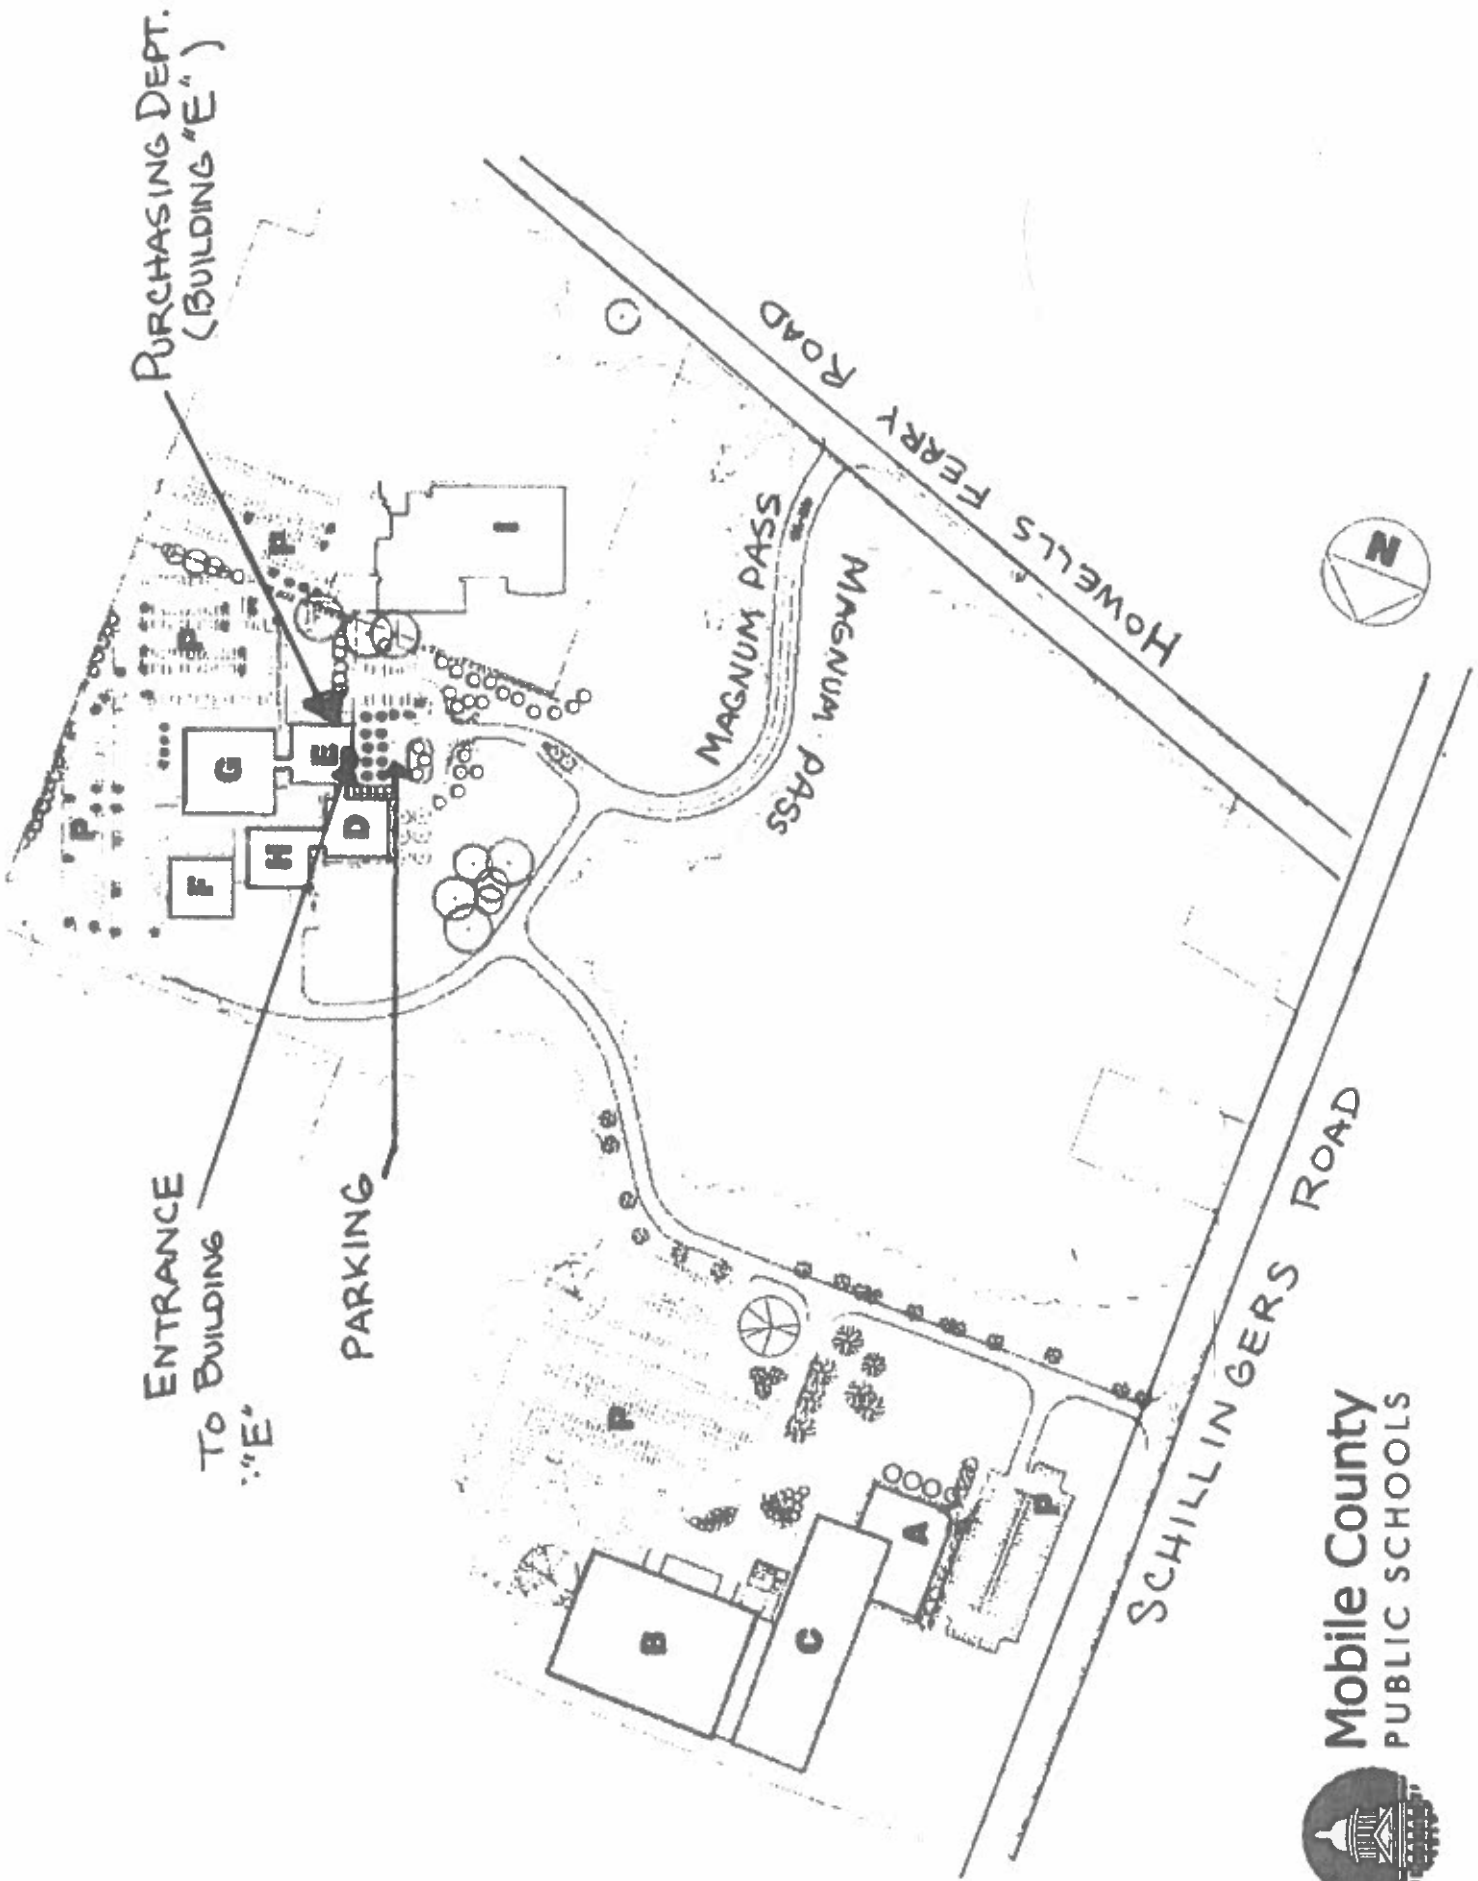 PURCHASING DEPT.
(BUILDING "E")
ENTRANCE
TO BUILDING
"E"
PARKING
P
P
P
G
E
F
H
D
I
MAGNUM PASS
MAGNUM PASS
HOWELLS FERRY ROAD
N
P
B
C
A
P
SCHILLINGERS ROAD
Mobile County
PUBLIC SCHOOLS